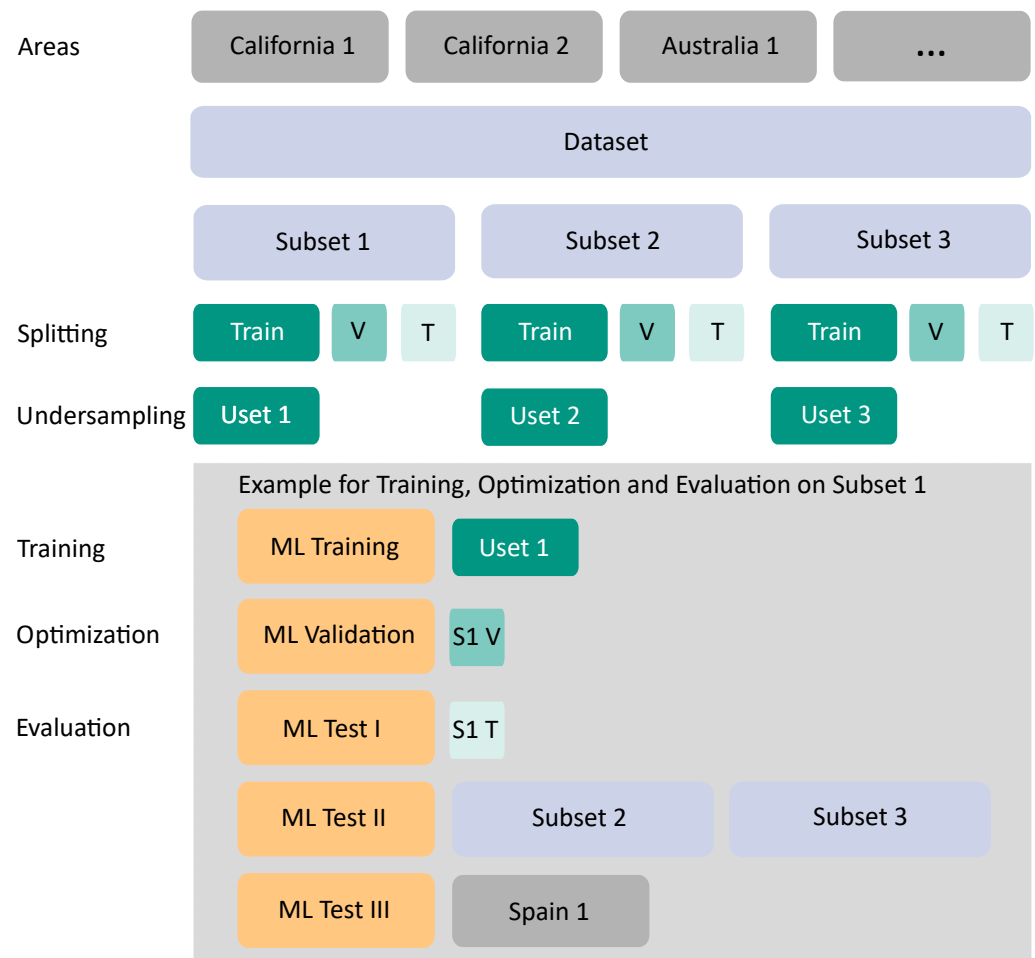 Areas California 1 California 2 Australia 1 ...
Dataset
Subset 1 Subset 2 Subset 3
Splitting Train V T Train V T Train V T
Undersampling Uset 1 Uset 2 Uset 3
Example for Training, Optimization and Evaluation on Subset 1
Training ML Training Uset 1
Optimization ML Validation S1 V
Evaluation ML Test I S1 T
ML Test II Subset 2 Subset 3
ML Test III Spain 1